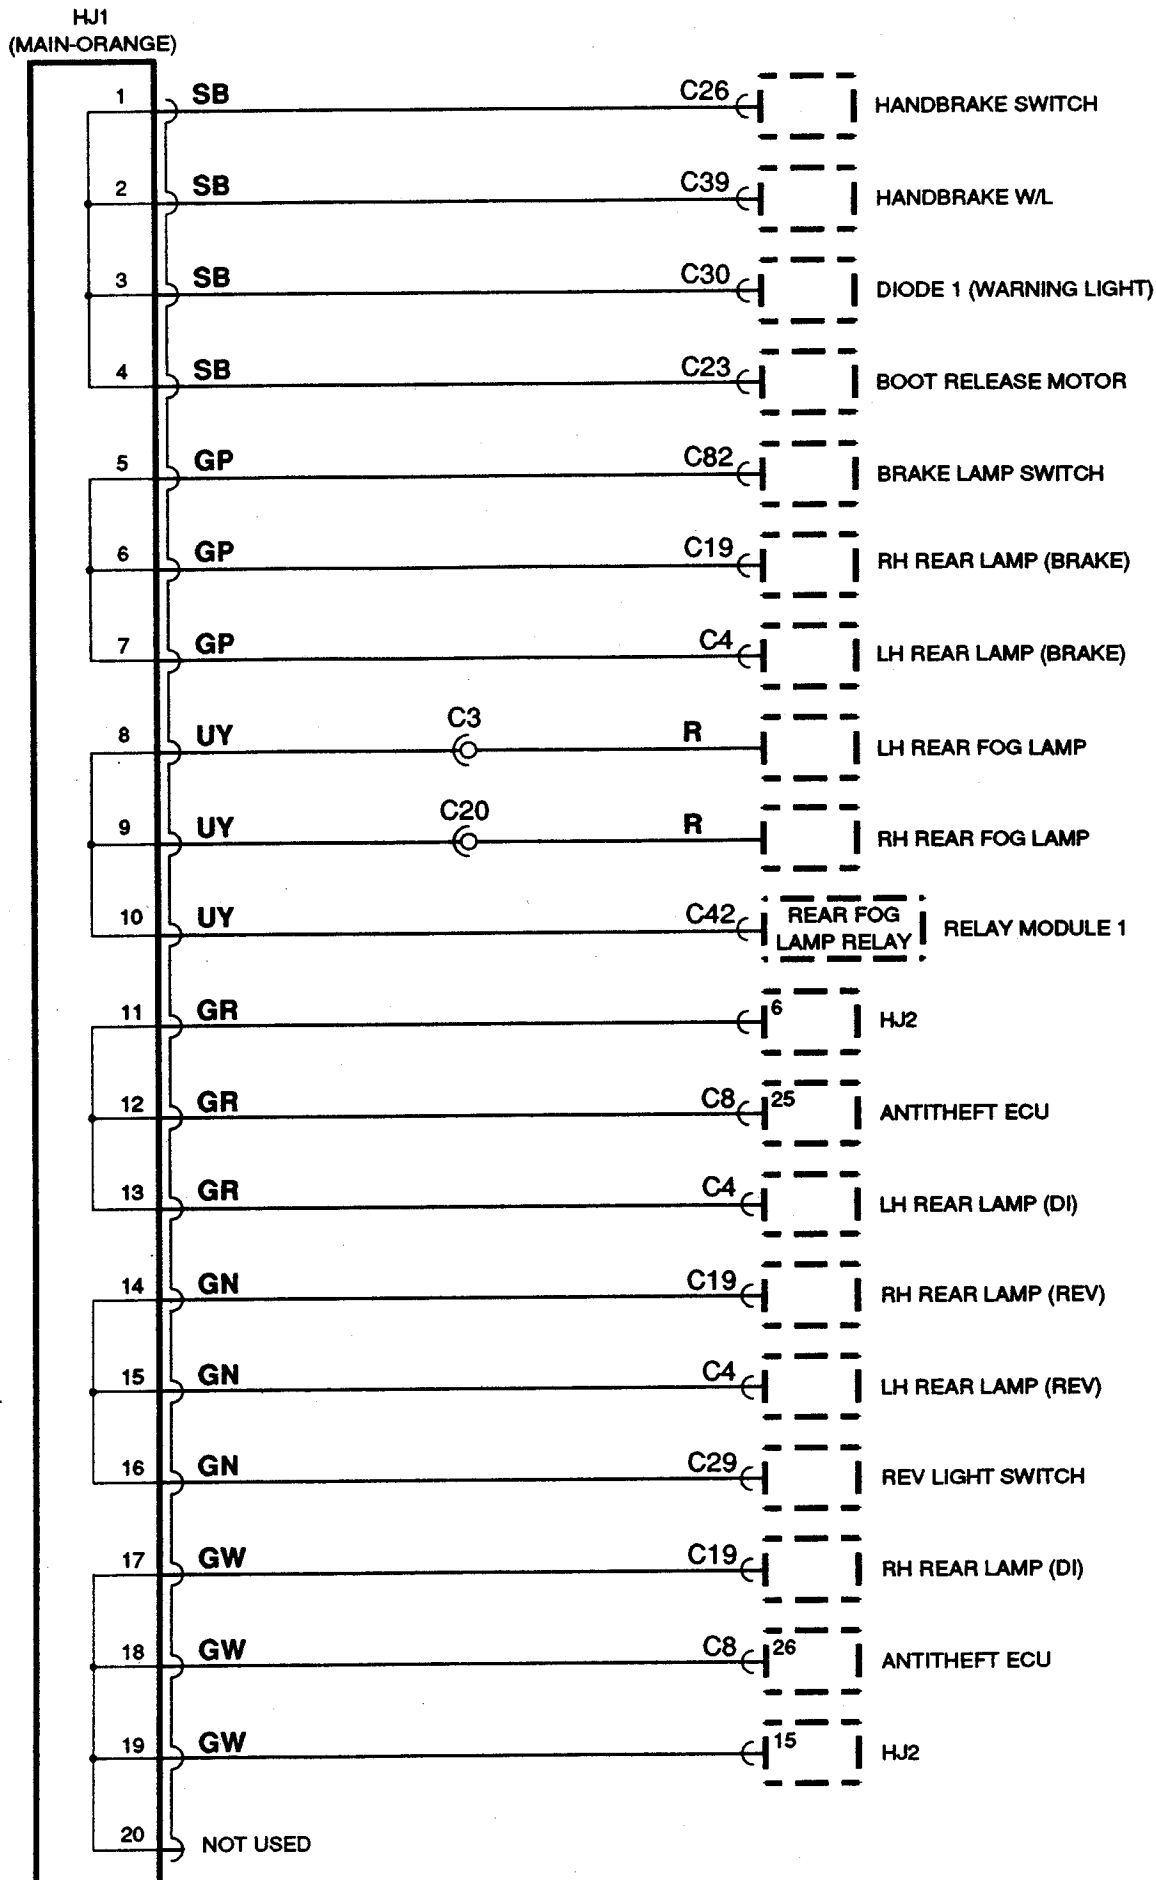 HJ1
(MAIN-ORANGE)
1 SB C26 HANDBRAKE SWITCH
2 SB C39 HANDBRAKE W/L
3 SB C30 DIODE 1 (WARNING LIGHT)
4 SB C23 BOOT RELEASE MOTOR
5 GP C82 BRAKE LAMP SWITCH
6 GP C19 RH REAR LAMP (BRAKE)
7 GP C4 LH REAR LAMP (BRAKE)
8 UY C3 R LH REAR FOG LAMP
9 UY C20 R RH REAR FOG LAMP
10 UY C42 REAR FOG LAMP RELAY RELAY MODULE 1
11 GR 6 HJ2
12 GR C8 25 ANTITHEFT ECU
13 GR C4 LH REAR LAMP (DI)
14 GN C19 RH REAR LAMP (REV)
15 GN C4 LH REAR LAMP (REV)
16 GN C29 REV LIGHT SWITCH
17 GW C19 RH REAR LAMP (DI)
18 GW C8 26 ANTITHEFT ECU
19 GW 15 HJ2
20 NOT USED